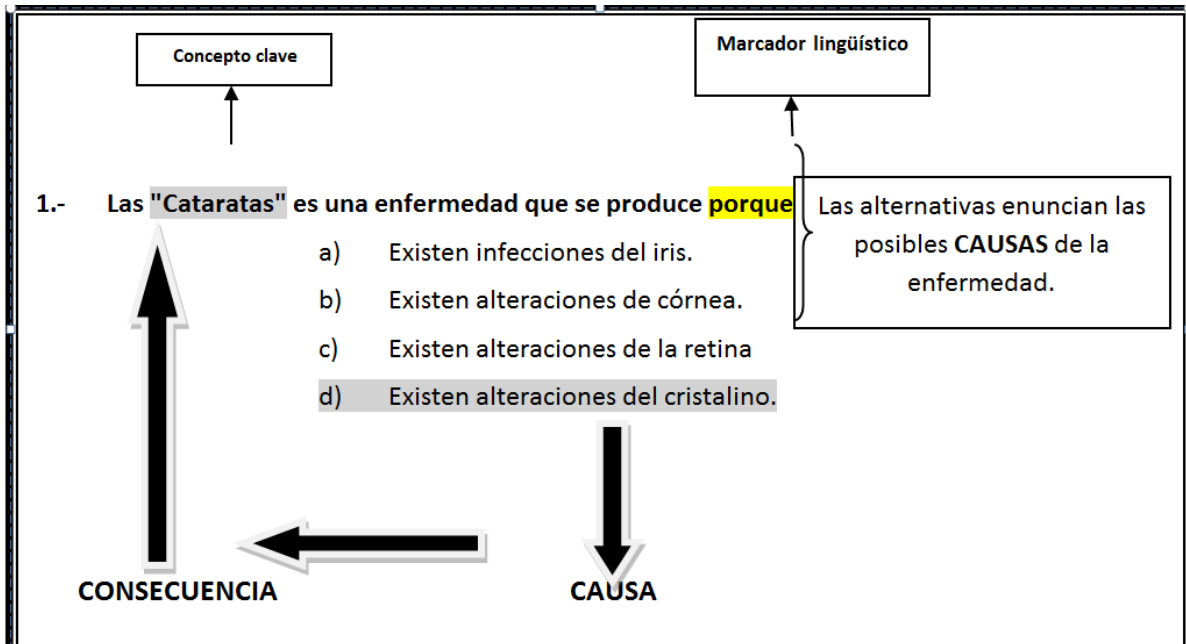 Concepto clave
Marcador lingüístico
1.- Las "Cataratas" es una enfermedad que se produce porque
a) Existen infecciones del iris.
b) Existen alteraciones de córnea.
c) Existen alteraciones de la retina
d) Existen alteraciones del cristalino.
Las alternativas enuncian las
posibles CAUSAS de la
enfermedad.
CONSECUENCIA
CAUSA